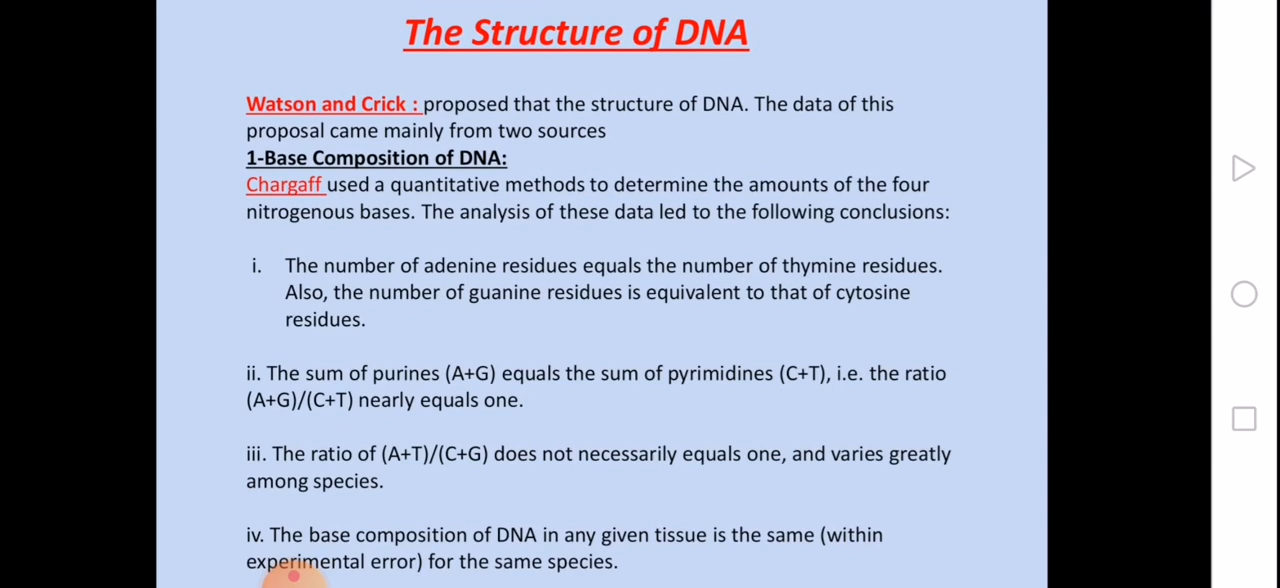 The Structure of DNA
Watson and Crick : proposed that the structure of DNA. The data of this
proposal came mainly from two sources
1-Base Composition of DNA:
Chargaff used a quantitative methods to determine the amounts of the four
nitrogenous bases. The analysis of these data led to the following conclusions:
i. The number of adenine residues equals the number of thymine residues.
Also, the number of guanine residues is equivalent to that of cytosine
residues.
ii. The sum of purines (A+G) equals the sum of pyrimidines (C+T), i.e. the ratio
(A+G)/(C+T) nearly equals one.
iii. The ratio of (A+T)/(C+G) does not necessarily equals one, and varies greatly
among species.
iv. The base composition of DNA in any given tissue is the same (within
experimental error) for the same species.